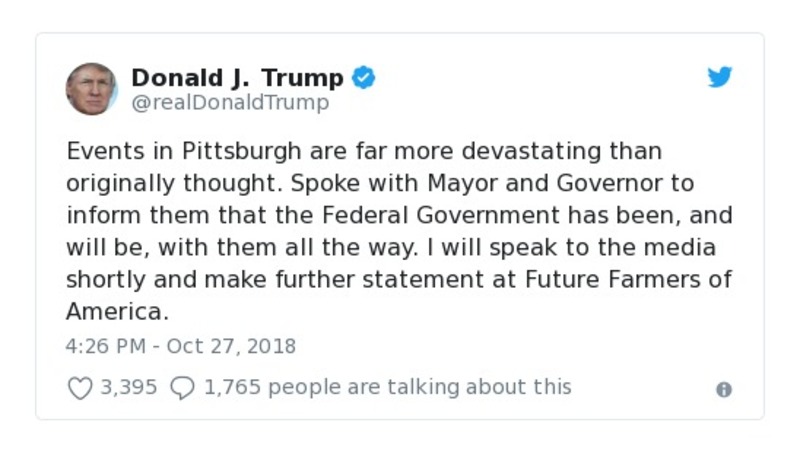 Donald J. Trump
@realDonaldTrump
Events in Pittsburgh are far more devastating than
originally thought. Spoke with Mayor and Governor to
inform them that the Federal Government has been, and
will be, with them all the way. I will speak to the media
shortly and make further statement at Future Farmers of
America.
4:26 PM - Oct 27, 2018
3,395 1,765 people are talking about this